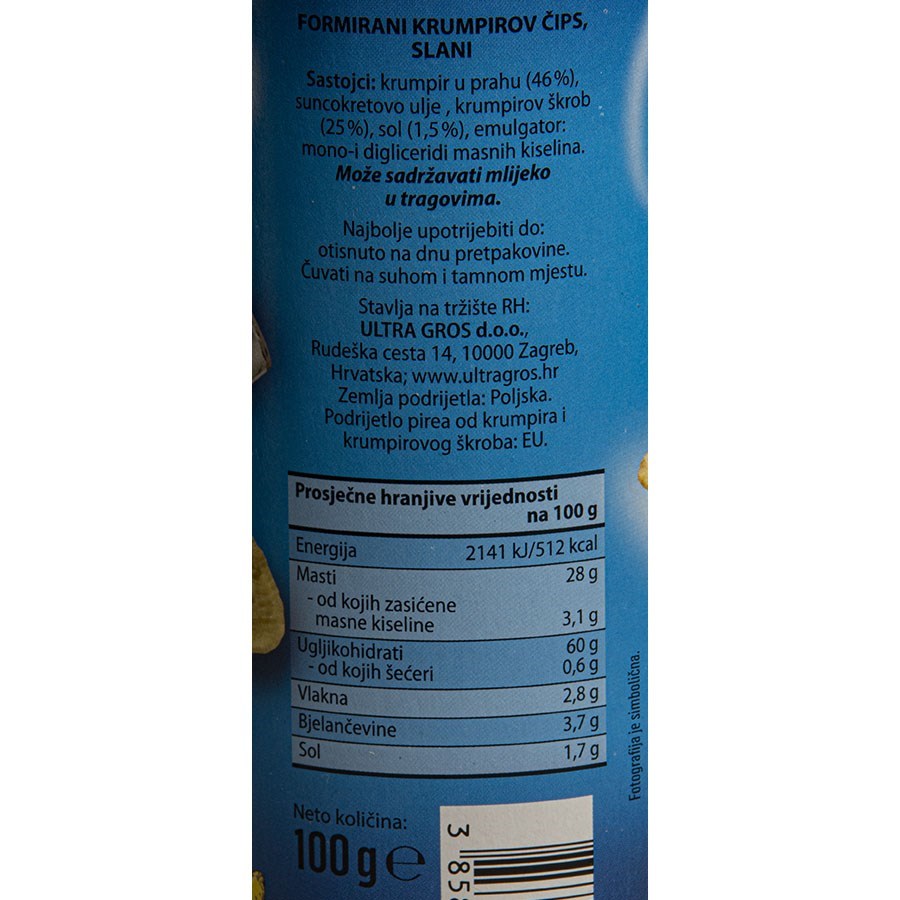 FORMIRANI KRUMPIROV ČIPS,
SLANI
Sastojci: krumpir u prahu (46%),
suncokretovo ulje , krumpirov škrob
(25%), sol (1,5%), emulgator:
mono-i digliceridi masnih kiselina.
Može sadržavati mlijeko
u tragovima.
Najbolje upotrijebiti do:
otisnuto na dnu pretpakovine.
Čuvati na suhom i tamnom mjestu.
Stavlja na tržište RH:
ULTRA GROS d.o.o.,
Rudeška cesta 14, 10000 Zagreb,
Hrvatska; www.ultragros.hr
Zemlja podrijetla: Poljska.
Podrijetlo pirea od krumpira i
krumpirovog škroba: EU.
Prosječne hranjive vrijednosti
na 100 g
Energija 2141 kJ/512 kcal
Masti 28 g
- od kojih zasićene
masne kiseline 3,1 g
Ugljikohidrati 60 g
- od kojih šećeri 0,6 g
Vlakna 2,8 g
Bjelančevine 3,7 g
Sol 1,7 g
Fotografija je simbolična.
Neto količina:
100 g e
3 85